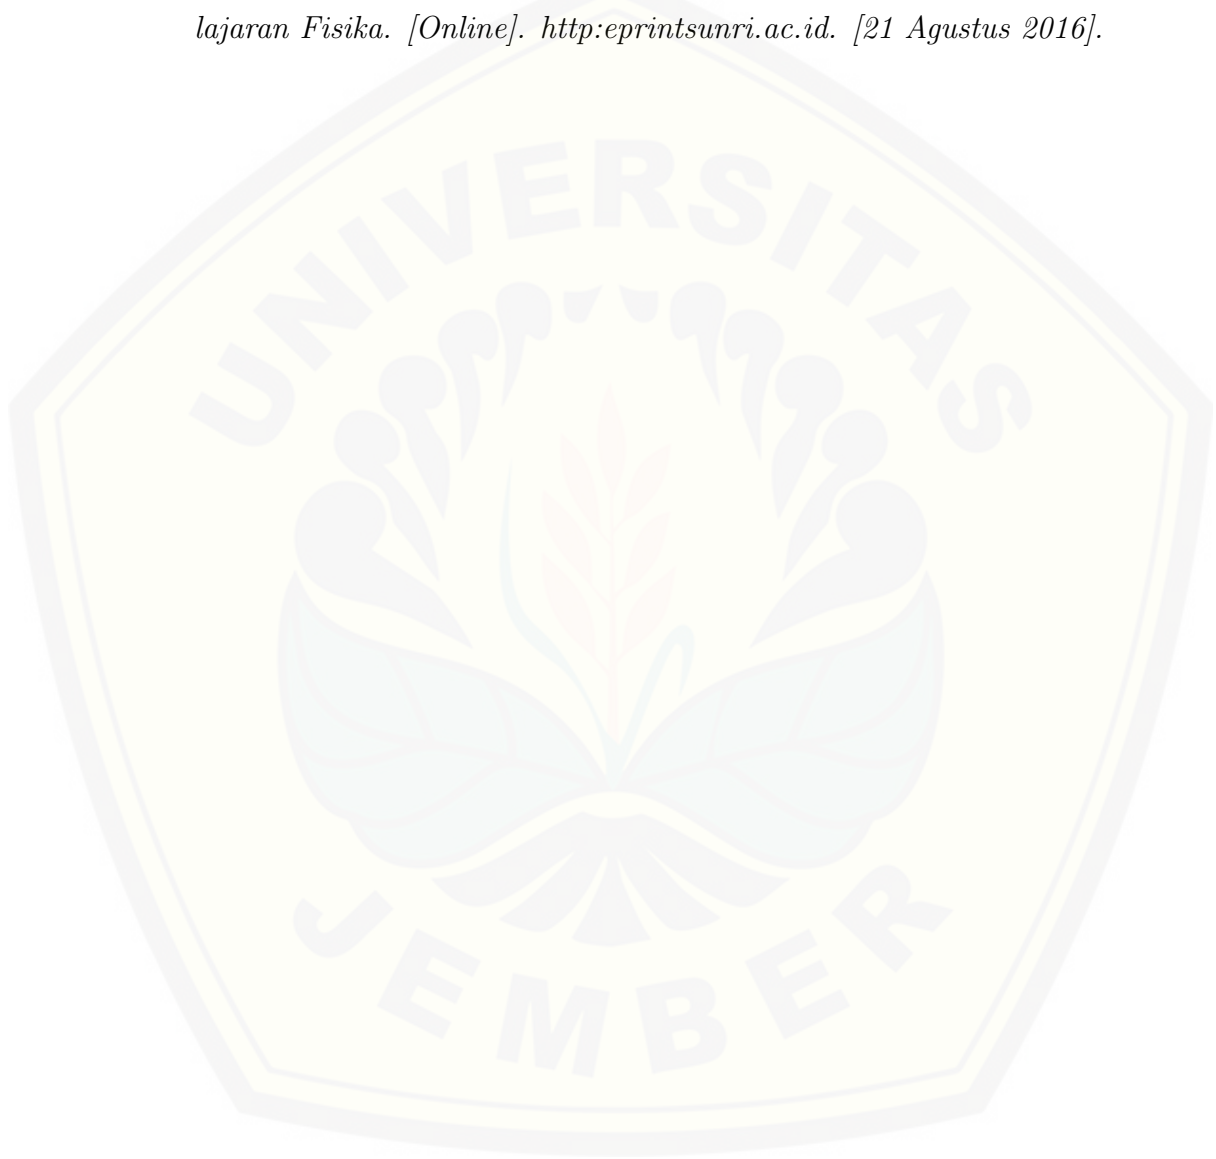 lajaran Fisika. [Online]. http:eprintsunri.ac.id. [21 Agustus 2016].
UNIVERSITAS
JEMBER